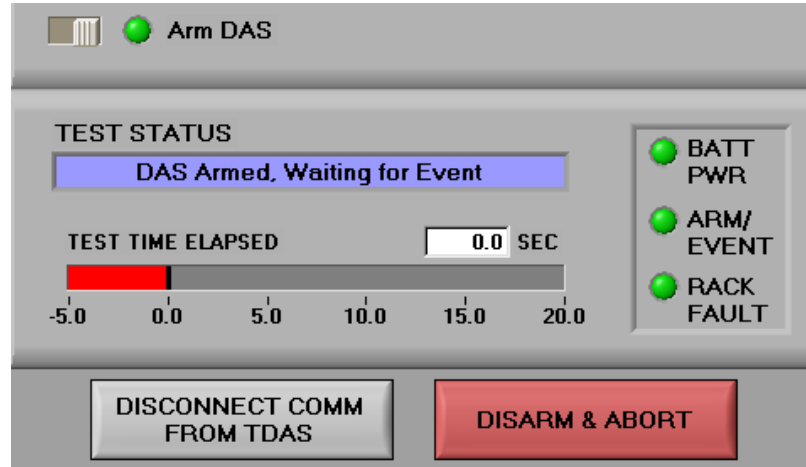 Arm DAS
TEST STATUS
DAS Armed, Waiting for Event
TEST TIME ELAPSED 0.0 SEC
-5.0 0.0 5.0 10.0 15.0 20.0
BATT
PWR
ARM/
EVENT
RACK
FAULT
DISCONNECT COMM
FROM TDAS
DISARM & ABORT